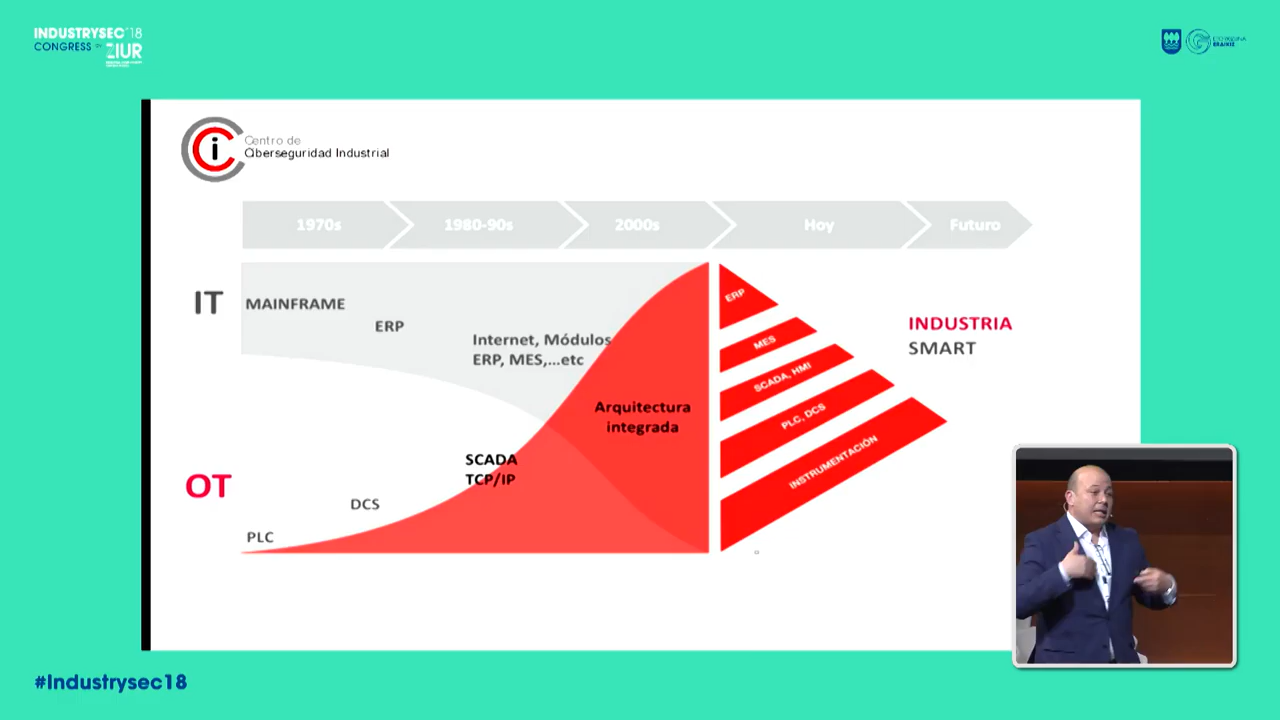 INDUSTRYSEC'18
CONGRESS BY ZIUR
Centro de
Ciberseguridad Industrial
1970s
1980-90s
2000s
Hoy
Futuro
IT
MAINFRAME
ERP
Internet, Módulos
ERP, MES,...etc
Arquitectura
integrada
SCADA
TCP/IP
OT
DCS
PLC
ERP
MES
SCADA, HMI
PLC, DCS
INSTRUMENTACIÓN
INDUSTRIA
SMART
#Industrysec18